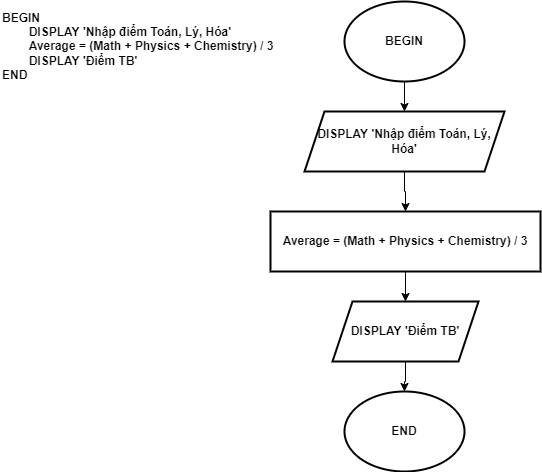 BEGIN
DISPLAY 'Nhập điểm Toán, Lý, Hóa'
Average = (Math + Physics + Chemistry) / 3
DISPLAY 'Điểm TB'
END
BEGIN
DISPLAY 'Nhập điểm Toán, Lý,
Hóa'
Average = (Math + Physics + Chemistry) / 3
DISPLAY 'Điểm TB'
END